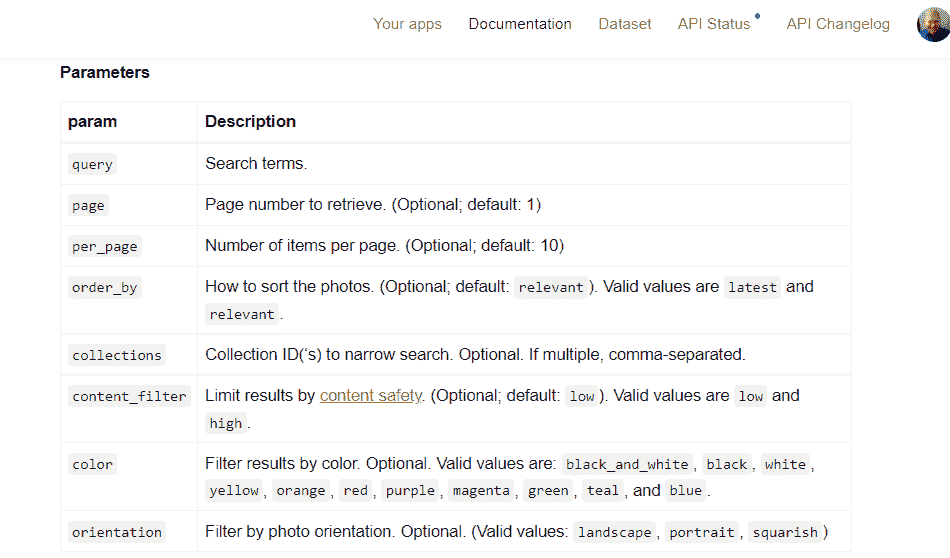 Your apps Documentation Dataset API Status API Changelog
Parameters
param Description
query Search terms.
page Page number to retrieve. (Optional; default: 1)
per_page Number of items per page. (Optional; default: 10)
order_by How to sort the photos. (Optional; default: relevant ). Valid values are latest and
relevant .
collections Collection ID(‘s) to narrow search. Optional. If multiple, comma-separated.
content_filter Limit results by content safety. (Optional; default: low ). Valid values are low and
high .
color Filter results by color. Optional. Valid values are: black_and_white , black , white ,
yellow , orange , red , purple , magenta , green , teal , and blue .
orientation Filter by photo orientation. Optional. (Valid values: landscape , portrait , squarish )